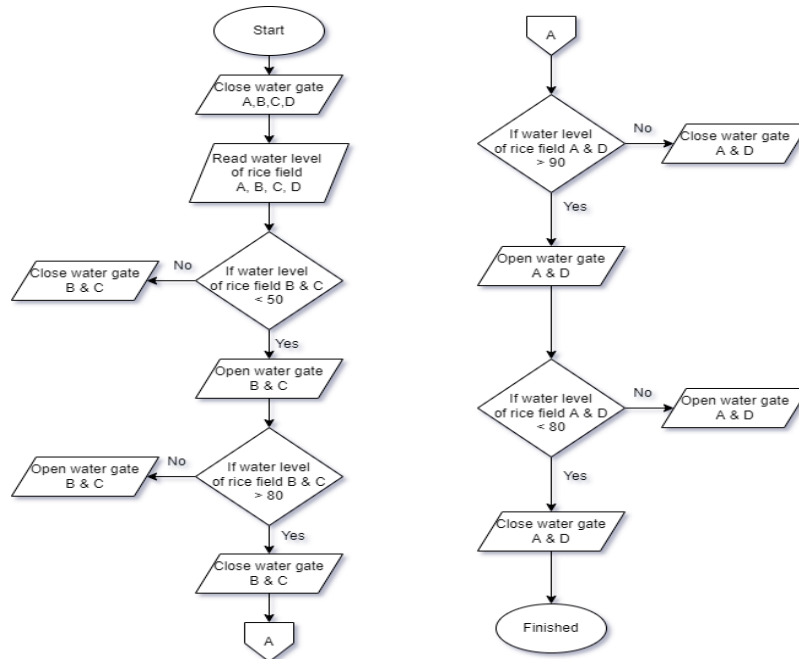 Start
Close water gate
A,B,C,D
Read water level
of rice field
A, B, C, D
If water level
of rice field B & C
< 50
No
Close water gate
B & C
Yes
Open water gate
B & C
If water level
of rice field B & C
> 80
No
Open water gate
B & C
Yes
Close water gate
B & C
A
A
If water level
of rice field A & D
> 90
No
Close water gate
A & D
Yes
Open water gate
A & D
If water level
of rice field A & D
< 80
No
Open water gate
A & D
Yes
Close water gate
A & D
Finished